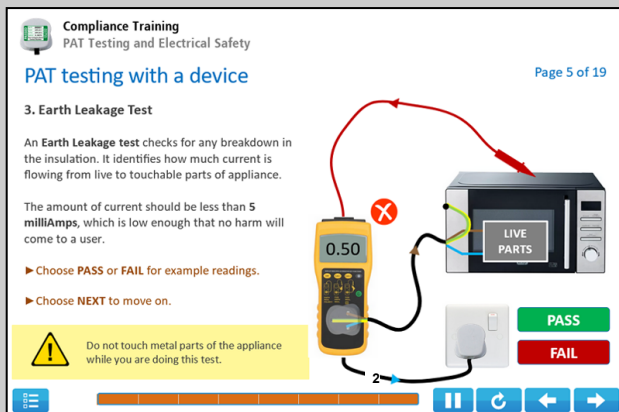 Compliance Training
PAT Testing and Electrical Safety
PAT testing with a device
Page 5 of 19
3. Earth Leakage Test
An Earth Leakage test checks for any breakdown in
the insulation. It identifies how much current is
flowing from live to touchable parts of appliance.
The amount of current should be less than 5
milliAmps, which is low enough that no harm will
come to a user.
►Choose PASS or FAIL for example readings.
►Choose NEXT to move on.
Do not touch metal parts of the appliance
while you are doing this test.
0.50
LIVE
PARTS
PASS
FAIL
2